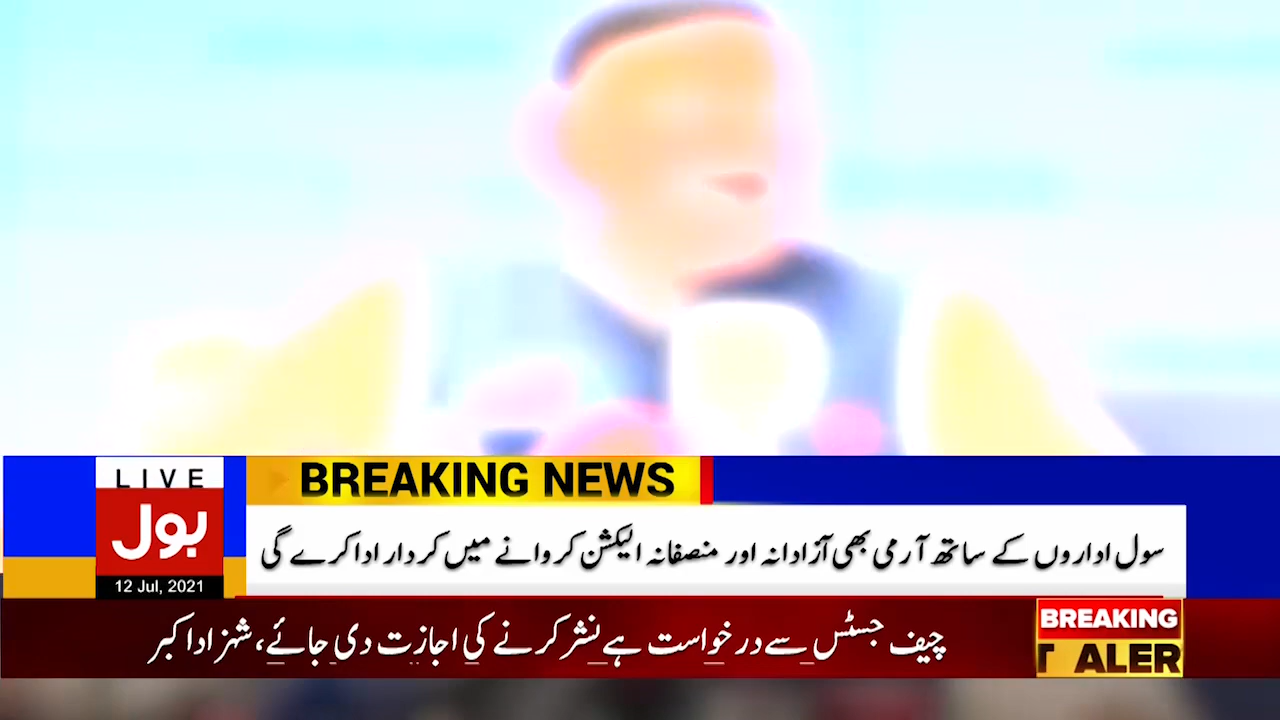 LIVE
BREAKING NEWS
بول
سول اداروں کے ساتھ آرمی بھی آزادانہ اور منصفانہ الیکشن کروانے میں کردار ادا کرے گی
12 Jul, 2021
چیف جسٹس سے درخواست ہے نشر کرنے کی اجازت دی جائے، شہزاد اکبر
BREAKING
T ALER